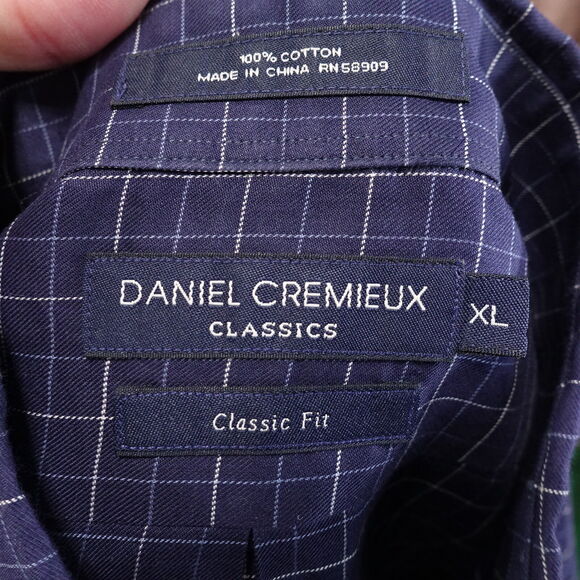 100% COTTON
MADE IN CHINA RN58909
DANIEL CREMIEUX
CLASSICS
XL
Classic Fit